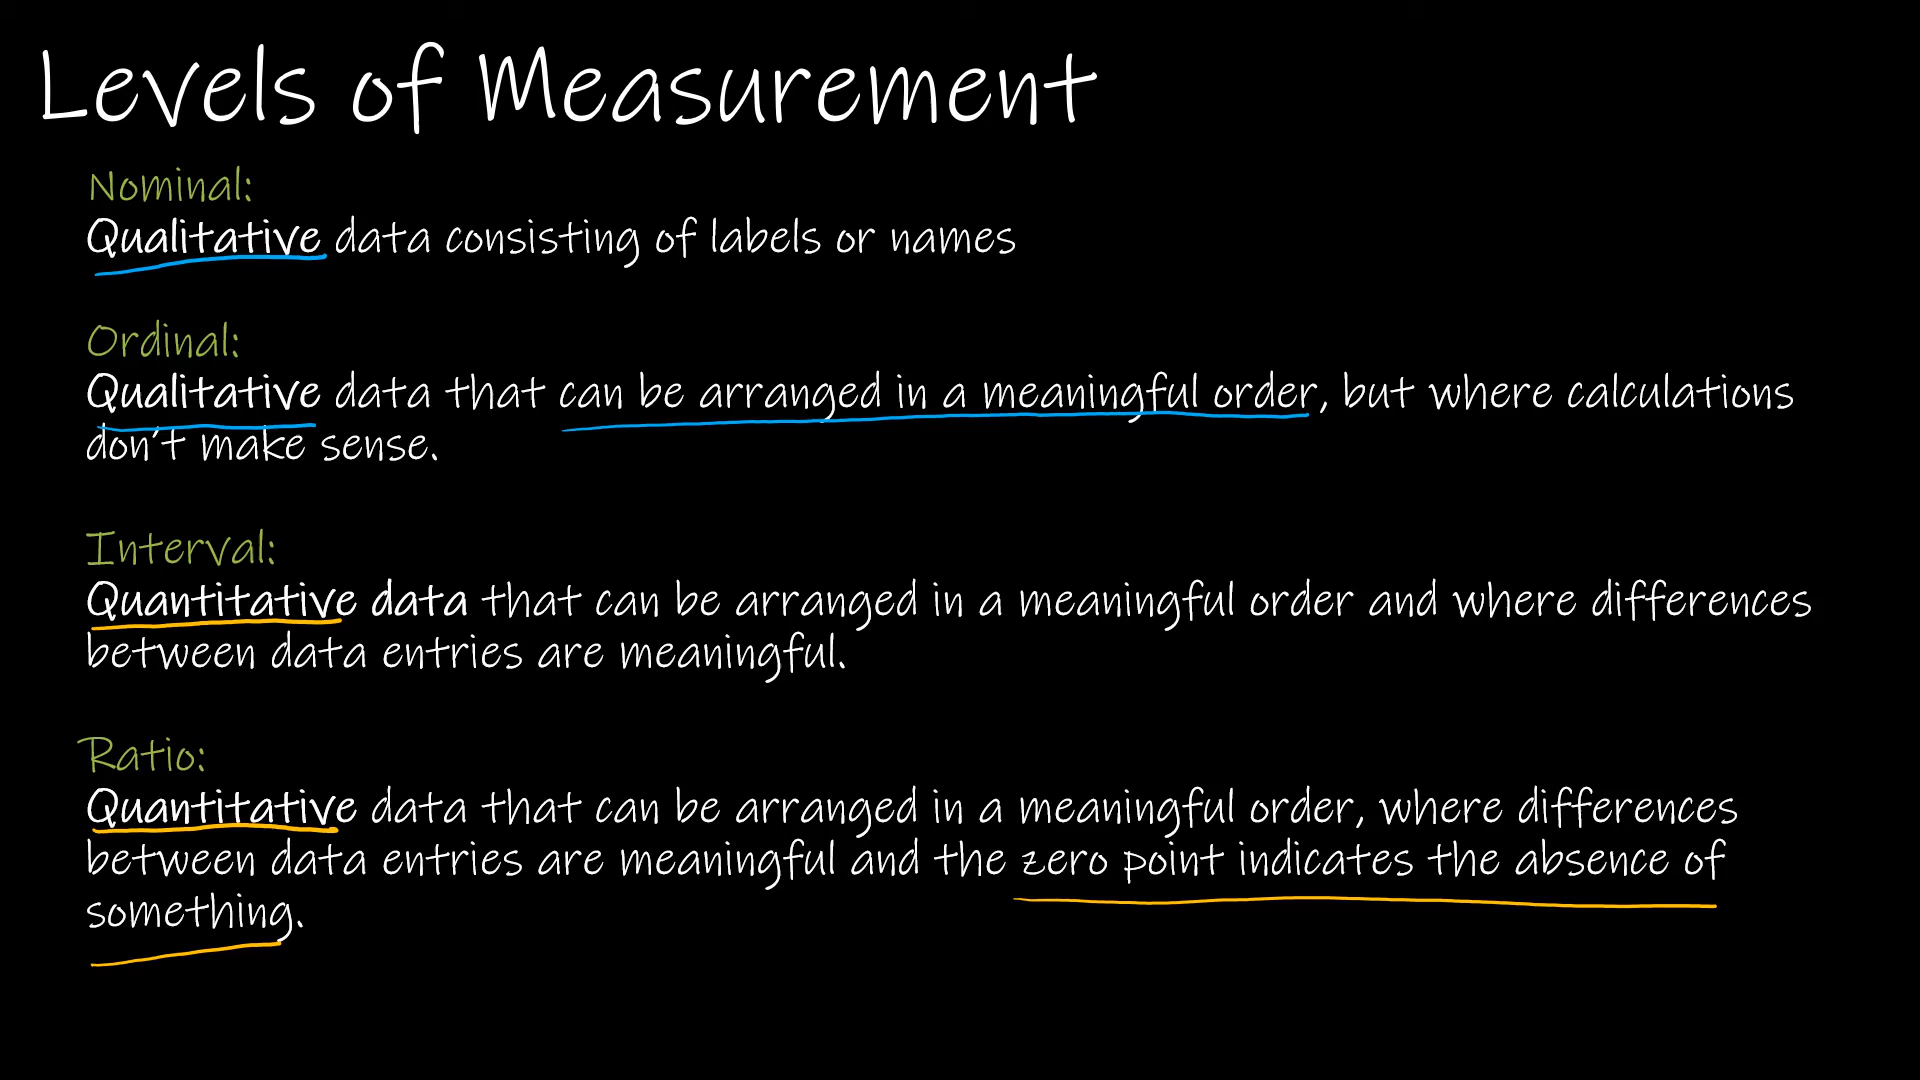 Levels of Measurement
Nominal:
Qualitative data consisting of labels or names
Ordinal:
Qualitative data that can be arranged in a meaningful order, but where calculations
don't make sense.
Interval:
Quantitative data that can be arranged in a meaningful order and where differences
between data entries are meaningful.
Ratio:
Quantitative data that can be arranged in a meaningful order, where differences
between data entries are meaningful and the zero point indicates the absence of
something.